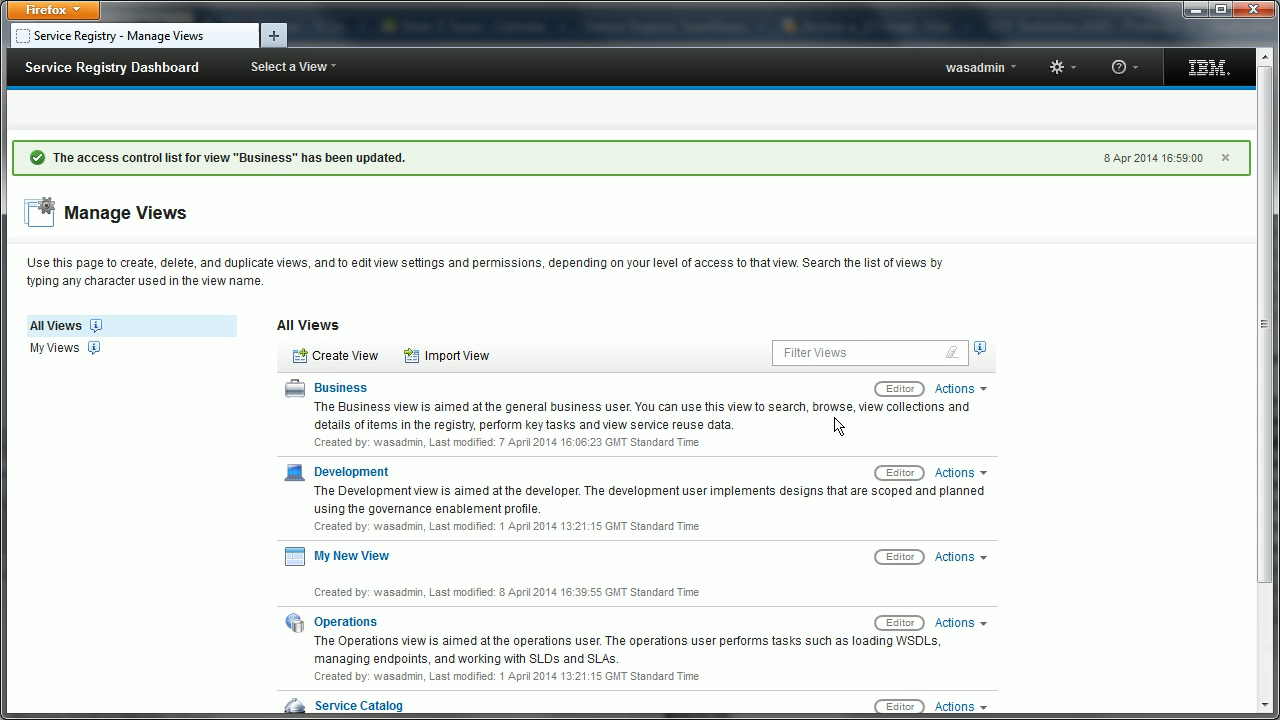 Firefox
Service Registry - Manage Views
Service Registry Dashboard
Select a View
wasadmin
IBM.
The access control list for view "Business" has been updated.
8 Apr 2014 16:59:00
Manage Views
Use this page to create, delete, and duplicate views, and to edit view settings and permissions, depending on your level of access to that view. Search the list of views by
typing any character used in the view name.
All Views
My Views
All Views
Create View
Import View
Filter Views
Business
Editor
Actions
The Business view is aimed at the general business user. You can use this view to search, browse, view collections and
details of items in the registry, perform key tasks and view service reuse data.
Created by: wasadmin, Last modified: 7 April 2014 16:06:23 GMT Standard Time
Development
Editor
Actions
The Development view is aimed at the developer. The development user implements designs that are scoped and planned
using the governance enablement profile.
Created by: wasadmin, Last modified: 1 April 2014 13:21:15 GMT Standard Time
My New View
Editor
Actions
Created by: wasadmin, Last modified: 8 April 2014 16:39:55 GMT Standard Time
Operations
Editor
Actions
The Operations view is aimed at the operations user. The operations user performs tasks such as loading WSDLs,
managing endpoints, and working with SLDs and SLAs.
Created by: wasadmin, Last modified: 1 April 2014 13:21:15 GMT Standard Time
Service Catalog
Editor
Actions